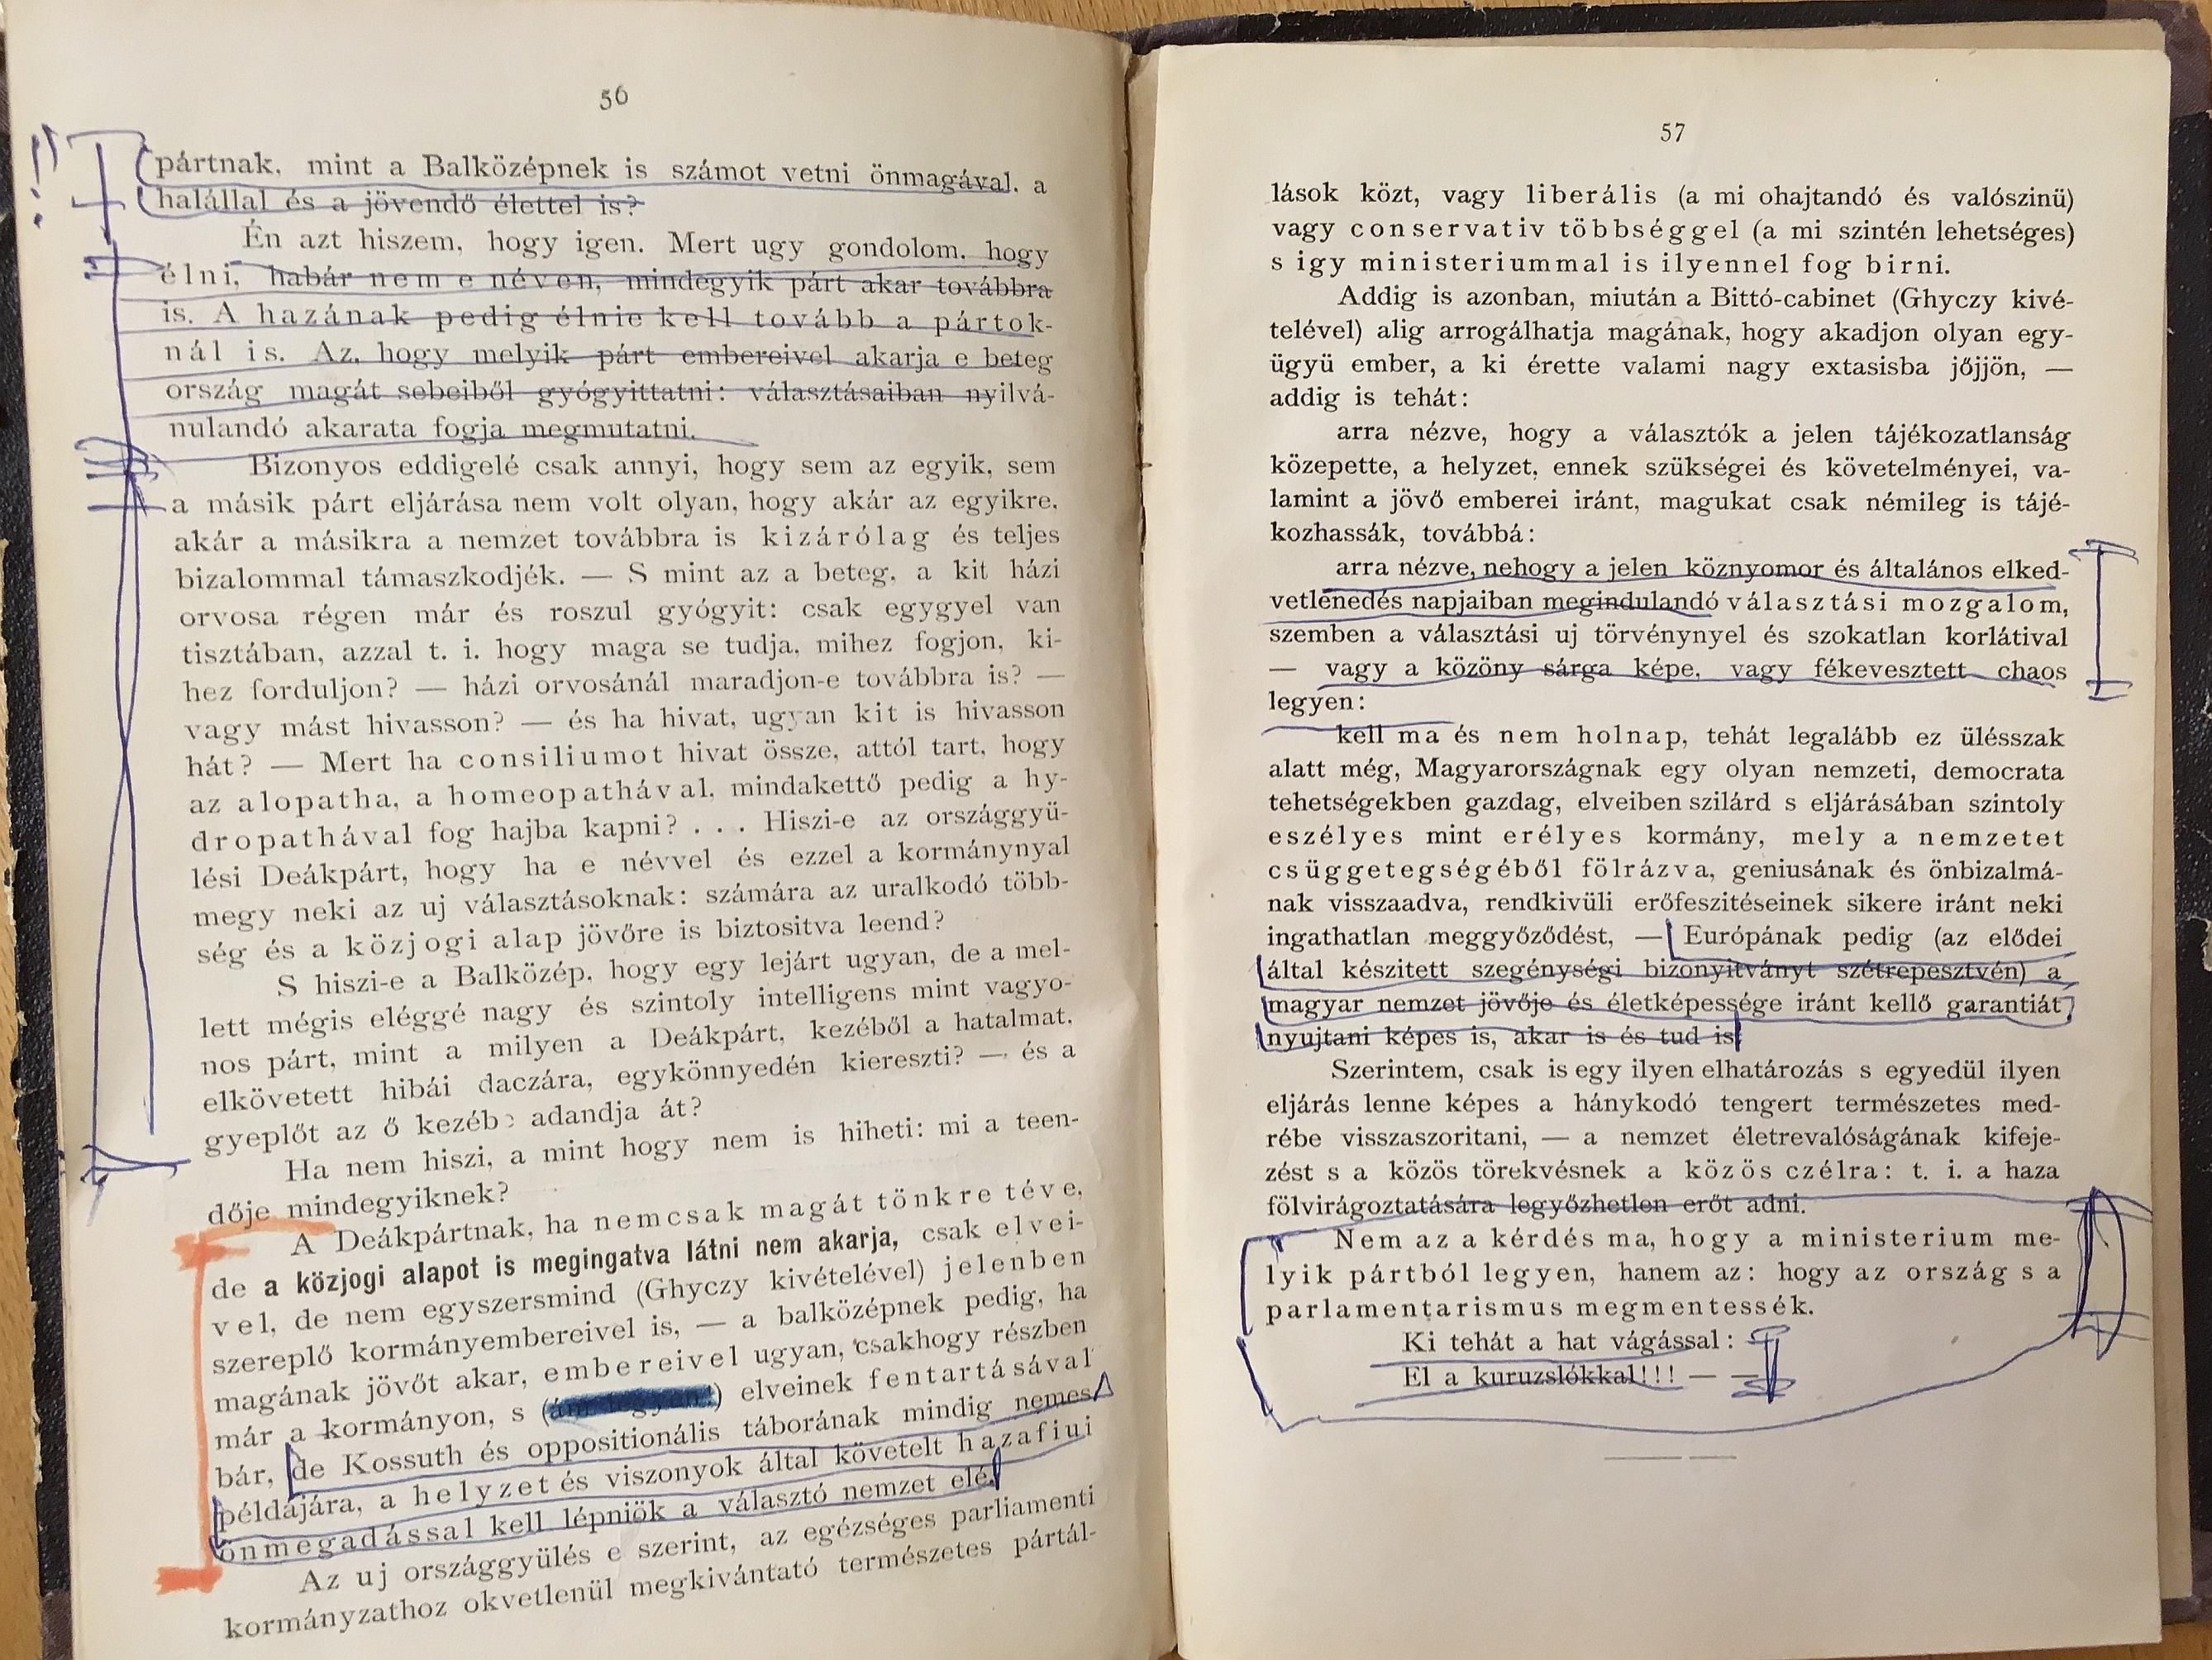 56
pártnak, mint a Balközépnek is számot vetni önmagával, a
halállal és a jövendő élettel is?
Én azt hiszem, hogy igen. Mert ugy gondolom, hogy
élni, habár nem e néven, mindegyik párt akar továbbra
is. A hazának pedig élnie kell tovább a pártok-
nál is. Az, hogy melyik párt embereivel akarja e beteg
ország magát sebeiből gyógyittatni: választásaiban nyilvá-
nulandó akarata fogja megmutatni.
Bizonyos eddigelé csak annyi, hogy sem az egyik, sem
a másik párt eljárása nem volt olyan, hogy akár az egyikre,
akár a másikra a nemzet továbbra is kizárólag és teljes
bizalommal támaszkodjék. — S mint az a beteg, a kit házi
orvosa régen már és roszul gyógyit: csak egygyel van
tisztában, azzal t. i. hogy maga se tudja, mihez fogjon, ki-
hez forduljon? — házi orvosánál maradjon-e továbbra is? —
vagy mást hivasson? — és ha hivat, ugyan kit is hivasson
hát? — Mert ha consiliumot hivat össze, attól tart, hogy
az alopatha, a homeopathával, mindakettő pedig a hy-
dropathával fog hajba kapni? . . . Hiszi-e az országgyü-
lési Deákpárt, hogy ha e névvel és ezzel a kormánynyal
megy neki az uj választásoknak: számára az uralkodó több-
ség és a közjogi alap jövőre is biztositva leend?
S hiszi-e a Balközép, hogy egy lejárt ugyan, de a mel-
lett mégis eléggé nagy és szintoly intelligens mint vagyo-
nos párt, mint a milyen a Deákpárt, kezéből a hatalmat,
elkövetett hibái daczára, egykönnyedén kiereszti? — és a
gyeplőt az ő kezébe adandja át?
Ha nem hiszi, a mint hogy nem is hiheti: mi a teen-
dője mindegyiknek?
A Deákpártnak, ha nemcsak magát tönkre téve,
de a közjogi alapot is megingatva látni nem akarja, csak elvei-
vel, de nem egyszersmind (Ghyczy kivételével) jelenben
szereplő kormányembereivel is, — a balközépnek pedig, ha
magának jövőt akar, embereivel ugyan, csakhogy részben
már a kormányon, s (ám legyen!) elveinek fentartásával
bár, de Kossuth és oppositionális táborának mindig nemes
példájára, a helyzet és viszonyok által követelt hazafiui
önmegadással kell lépniök a választó nemzet elé.
Az uj országgyülés e szerint, az egézséges parliamenti
kormányzathoz okvetlenül megkivántató természetes pártál-
57
lások közt, vagy liberális (a mi ohajtandó és valószinü)
vagy conservativ többséggel (a mi szintén lehetséges)
s igy ministeriummal is ilyennel fog birni.
Addig is azonban, miután a Bittó-cabinet (Ghyczy kivé-
telével) alig arrogálhatja magának, hogy akadjon olyan egy-
ügyü ember, a ki érette valami nagy extasisba jőjjön, —
addig is tehát:
arra nézve, hogy a választók a jelen tájékozatlanság
közepette, a helyzet, ennek szükségei és követelményei, va-
lamint a jövő emberei iránt, magukat csak némileg is tájé-
kozhassák, továbbá:
arra nézve, nehogy a jelen köznyomor és általános elked-
vetlenedés napjaiban megindulandó választási mozgalom,
szemben a választási uj törvénynyel és szokatlan korlátival
— vagy a közöny sárga képe, vagy fékevesztett chaos
legyen:
kell ma és nem holnap, tehát legalább ez ülésszak
alatt még, Magyarországnak egy olyan nemzeti, democrata
tehetségekben gazdag, elveiben szilárd s eljárásában szintoly
eszélyes mint erélyes kormány, mely a nemzetet
csüggetegségéből fölrázva, geniusának és önbizalmá-
nak visszaadva, rendkivüli erőfeszitéseinek sikere iránt neki
ingathatlan meggyőződést, — Európának pedig (az elődei
által készitett szegénységi bizonyitványt szétrepesztvén) a
magyar nemzet jövője és életképessége iránt kellő garantiát
nyujtani képes is, akar is és tud is!
Szerintem, csak is egy ilyen elhatározás s egyedül ilyen
eljárás lenne képes a hánykodó tengert természetes med-
rébe visszaszoritani, — a nemzet életrevalóságának kifeje-
zést s a közös törekvésnek a közös czélra: t. i. a haza
fölvirágoztatására legyőzhetlen erőt adni.
Nem az a kérdés ma, hogy a ministerium me-
lyik pártból legyen, hanem az: hogy az ország s a
parlamentarismus megmentessék.
Ki tehát a hat vágással:
El a kuruzslókkal!!! — —